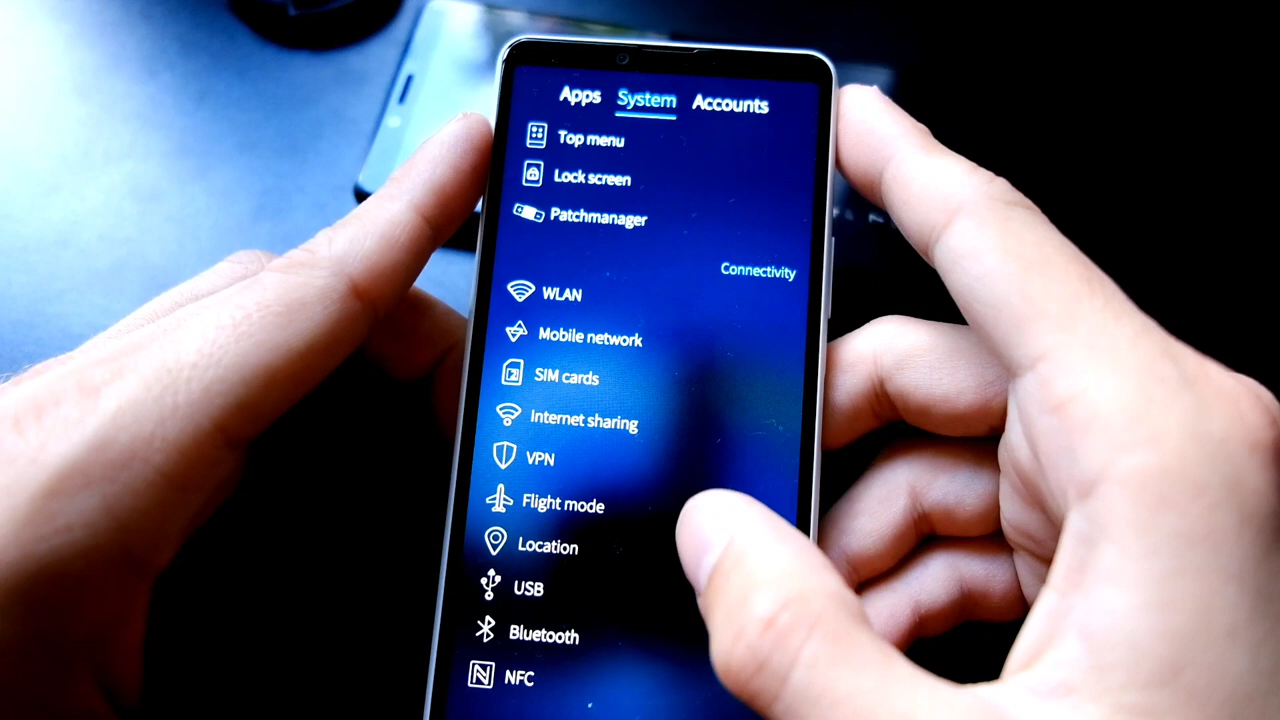 Apps System Accounts
Top menu
Lock screen
Patchmanager
Connectivity
WLAN
Mobile network
SIM cards
Internet sharing
VPN
Flight mode
Location
USB
Bluetooth
NFC